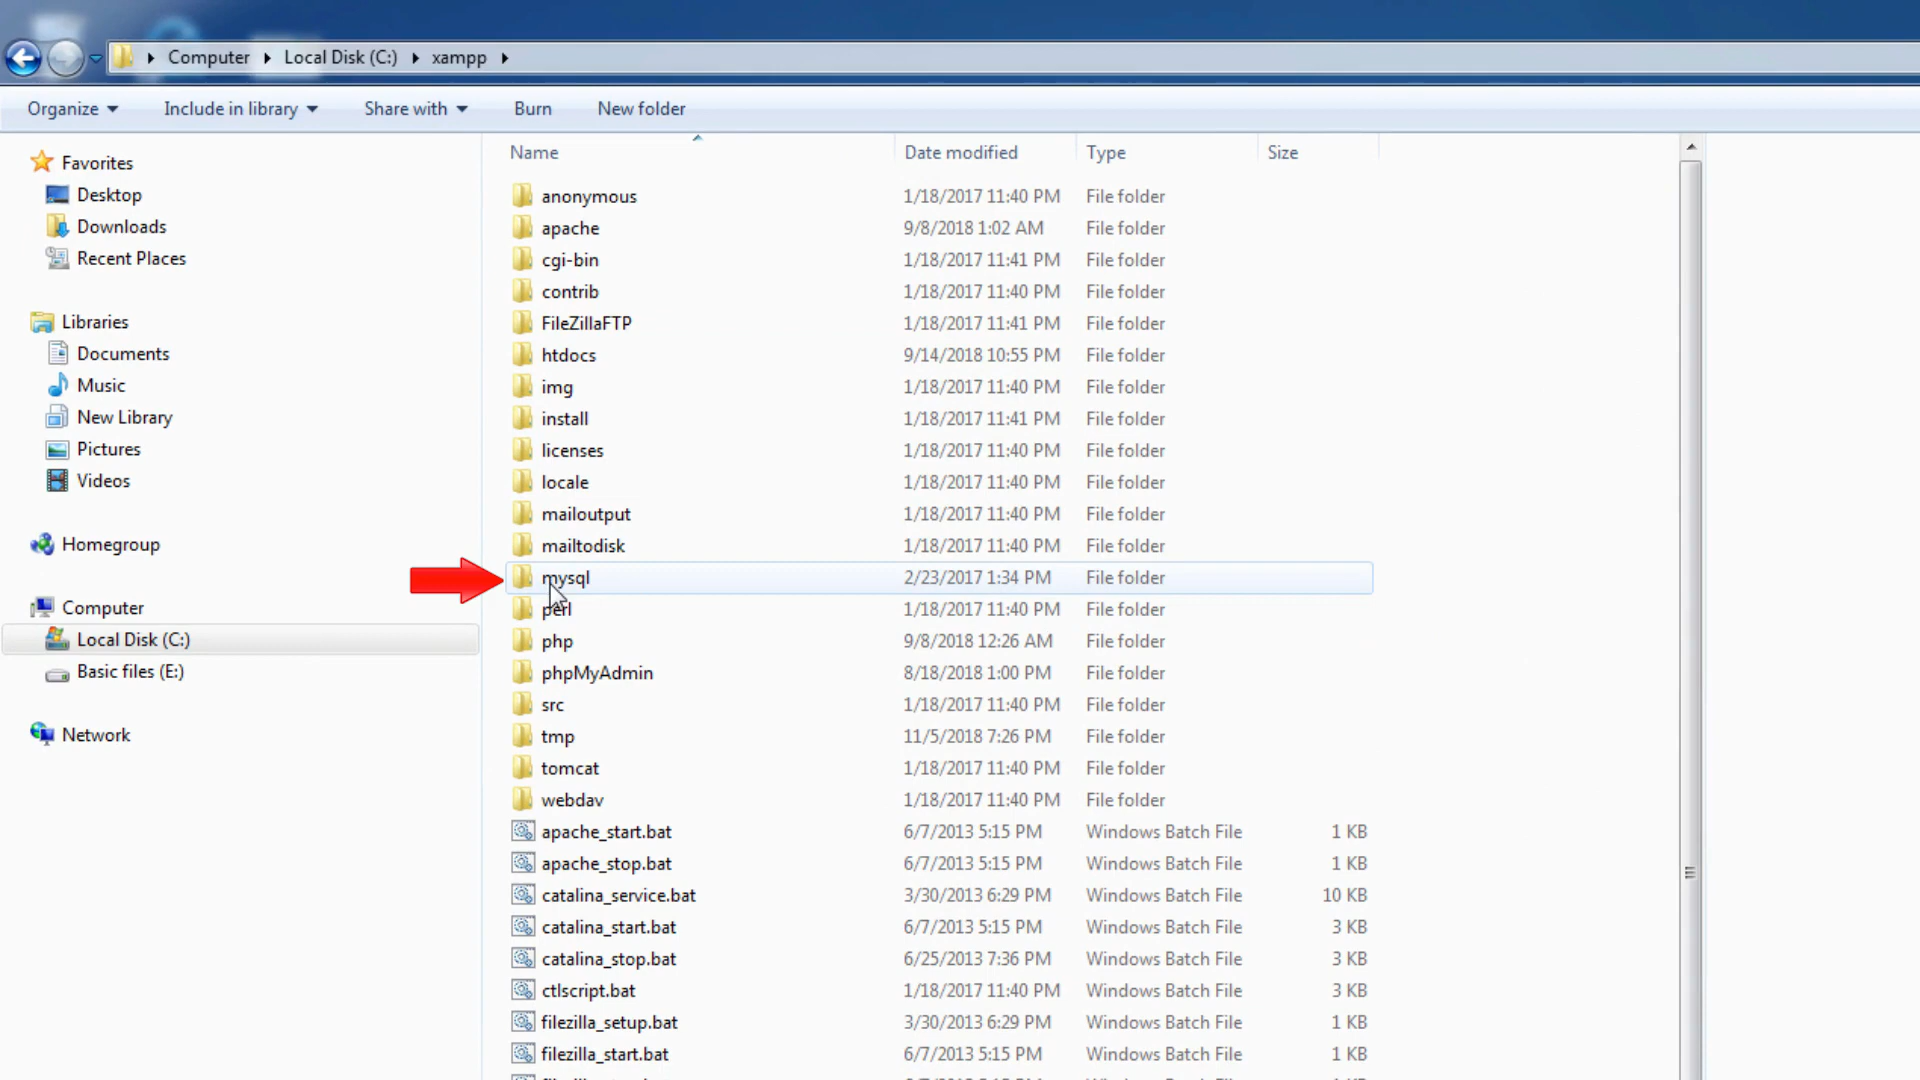 Computer Local Disk (C:) xampp
Organize Include in library Share with Burn New folder
Favorites
Desktop
Downloads
Recent Places
Libraries
Documents
Music
New Library
Pictures
Videos
Homegroup
Computer
Local Disk (C:)
Basic files (E:)
Network
Name Date modified Type Size
anonymous 1/18/2017 11:40 PM File folder
apache 9/8/2018 1:02 AM File folder
cgi-bin 1/18/2017 11:41 PM File folder
contrib 1/18/2017 11:40 PM File folder
FileZillaFTP 1/18/2017 11:41 PM File folder
htdocs 9/14/2018 10:55 PM File folder
img 1/18/2017 11:40 PM File folder
install 1/18/2017 11:41 PM File folder
licenses 1/18/2017 11:40 PM File folder
locale 1/18/2017 11:40 PM File folder
mailoutput 1/18/2017 11:40 PM File folder
mailtodisk 1/18/2017 11:40 PM File folder
mysql 2/23/2017 1:34 PM File folder
perl 1/18/2017 11:40 PM File folder
php 9/8/2018 12:26 AM File folder
phpMyAdmin 8/18/2018 1:00 PM File folder
src 1/18/2017 11:40 PM File folder
tmp 11/5/2018 7:26 PM File folder
tomcat 1/18/2017 11:40 PM File folder
webdav 1/18/2017 11:40 PM File folder
apache_start.bat 6/7/2013 5:15 PM Windows Batch File 1 KB
apache_stop.bat 6/7/2013 5:15 PM Windows Batch File 1 KB
catalina_service.bat 3/30/2013 6:29 PM Windows Batch File 10 KB
catalina_start.bat 6/7/2013 5:15 PM Windows Batch File 3 KB
catalina_stop.bat 6/25/2013 7:36 PM Windows Batch File 3 KB
ctlscript.bat 1/18/2017 11:40 PM Windows Batch File 3 KB
filezilla_setup.bat 3/30/2013 6:29 PM Windows Batch File 1 KB
filezilla_start.bat 6/7/2013 5:15 PM Windows Batch File 1 KB